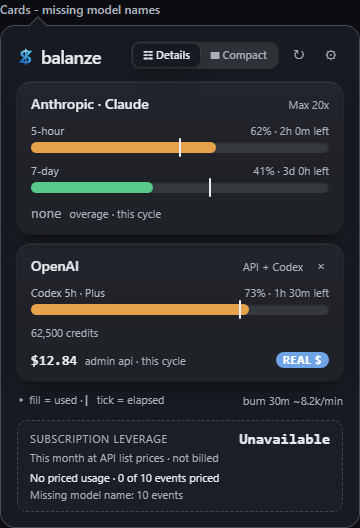 Cards - missing model names
balanze
Details
Compact
Anthropic · Claude
Max 20x
5-hour
62% · 2h 0m left
7-day
41% · 3d 0h left
none overage · this cycle
OpenAI
API + Codex ×
Codex 5h · Plus
73% · 1h 30m left
62,500 credits
$12.84 admin api · this cycle
REAL $
‣ fill = used · ▎ tick = elapsed
burn 30m ~8.2k/min
SUBSCRIPTION LEVERAGE
Unavailable
This month at API list prices · not billed
No priced usage · 0 of 10 events priced
Missing model name: 10 events